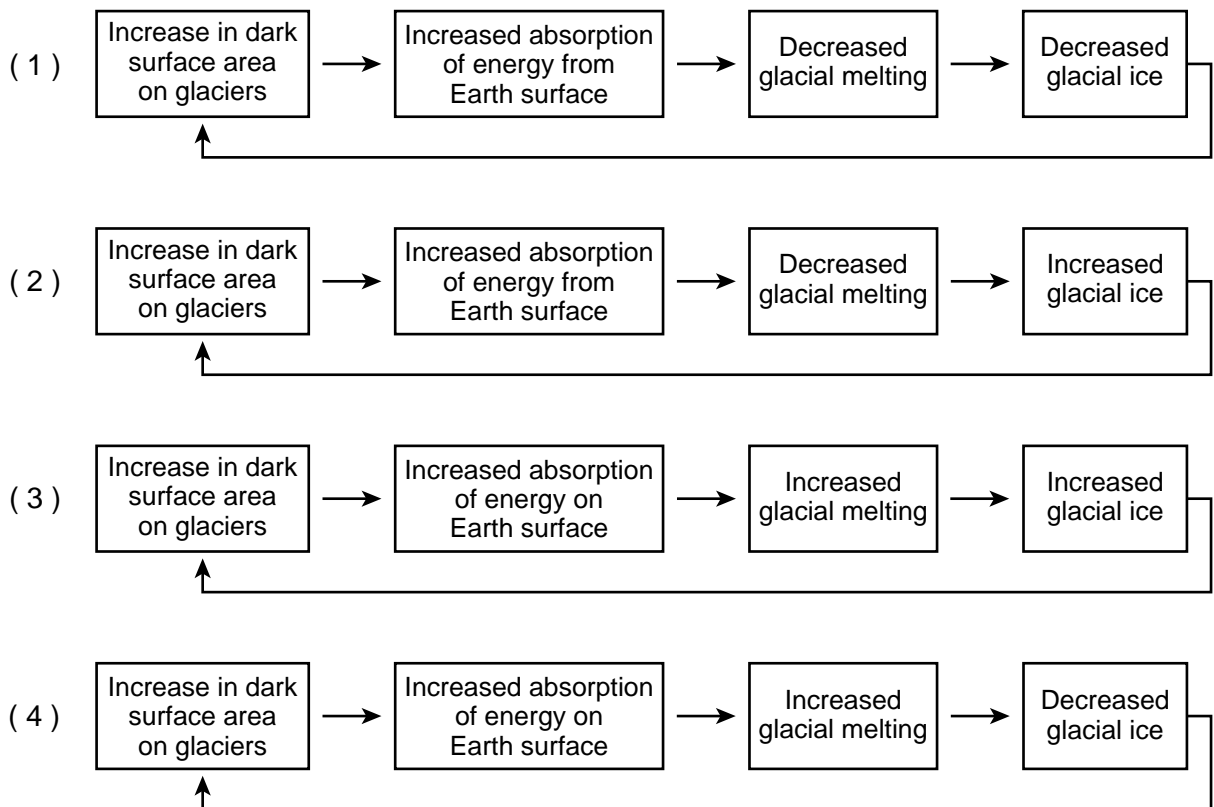 ( 1 )
Increase in dark
surface area
on glaciers
Increased absorption
of energy from
Earth surface
Decreased
glacial melting
Decreased
glacial ice
( 2 )
Increase in dark
surface area
on glaciers
Increased absorption
of energy from
Earth surface
Decreased
glacial melting
Increased
glacial ice
( 3 )
Increase in dark
surface area
on glaciers
Increased absorption
of energy on
Earth surface
Increased
glacial melting
Increased
glacial ice
( 4 )
Increase in dark
surface area
on glaciers
Increased absorption
of energy on
Earth surface
Increased
glacial melting
Decreased
glacial ice